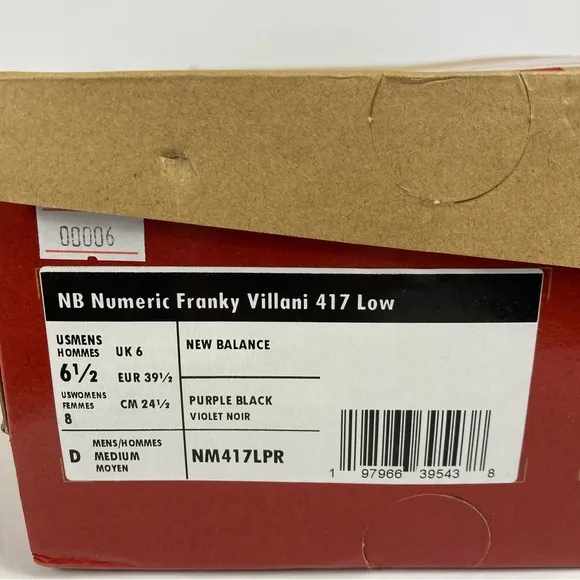 00006
NB Numeric Franky Villani 417 Low
USMENS
HOMMES
6½
UK 6
EUR 39½
USWOMENS
FEMMES
8
CM 24½
NEW BALANCE
PURPLE BLACK
VIOLET NOIR
D
MENS/HOMMES
MEDIUM
MOYEN
NM417LPR
1 97966 39543 8